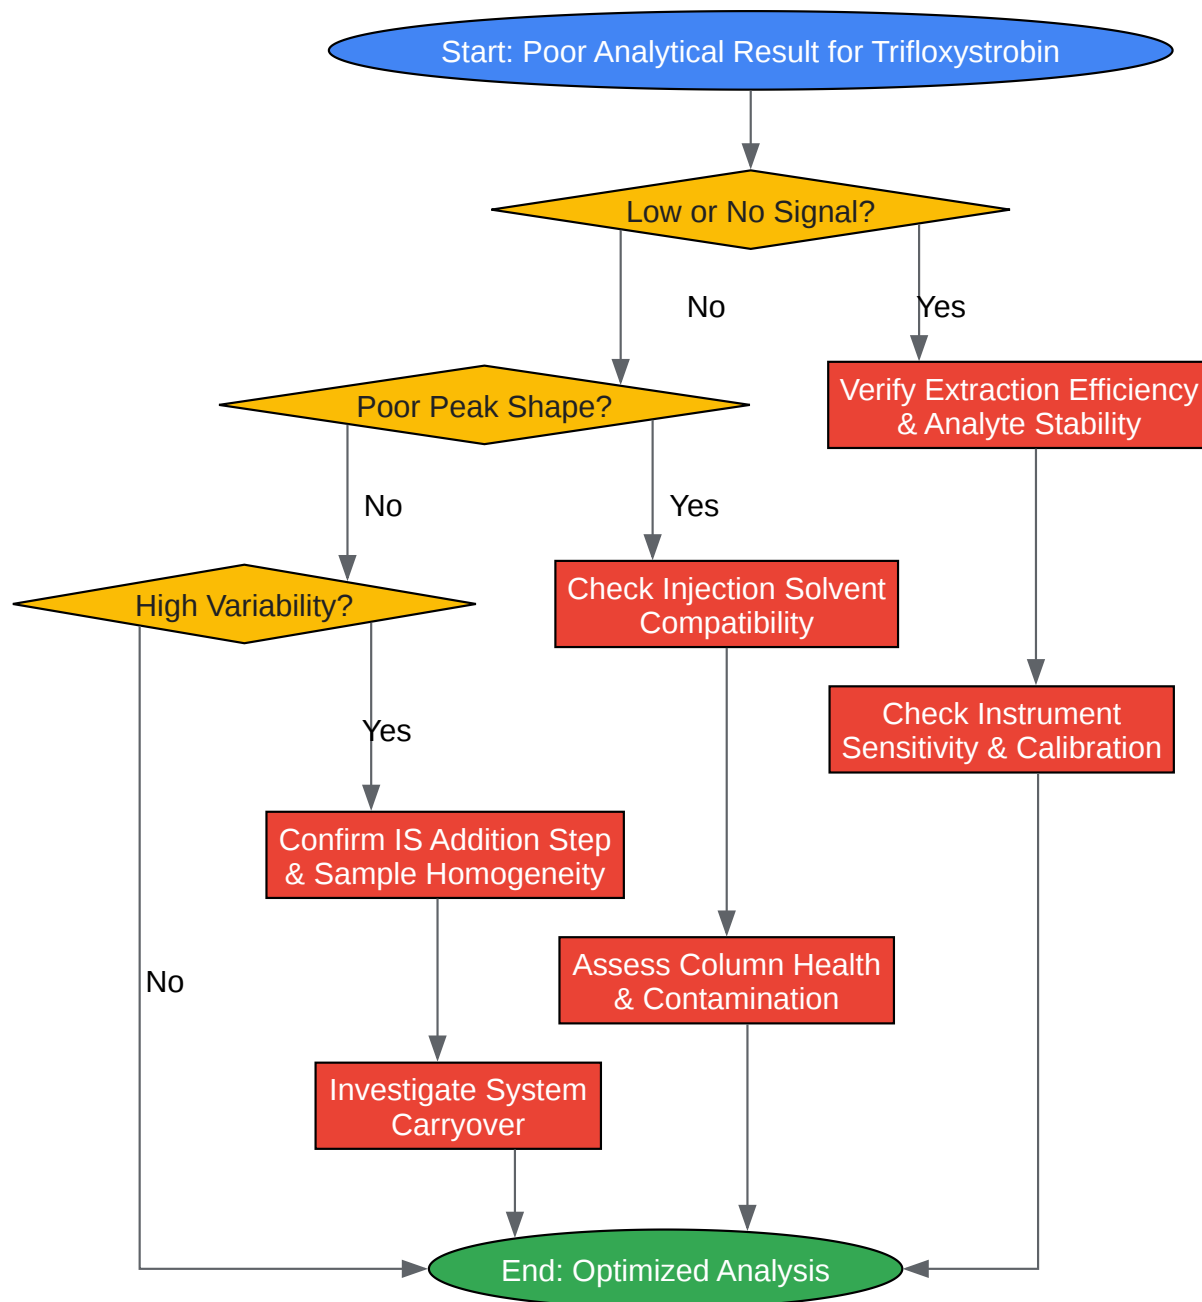 Start: Poor Analytical Result for Trifloxystrobin
Low or No Signal?
No
Yes
Poor Peak Shape?
Verify Extraction Efficiency
& Analyte Stability
No
Yes
High Variability?
Check Injection Solvent
Compatibility
Check Instrument
Sensitivity & Calibration
Yes
Confirm IS Addition Step
& Sample Homogeneity
Assess Column Health
& Contamination
No
Investigate System
Carryover
End: Optimized Analysis